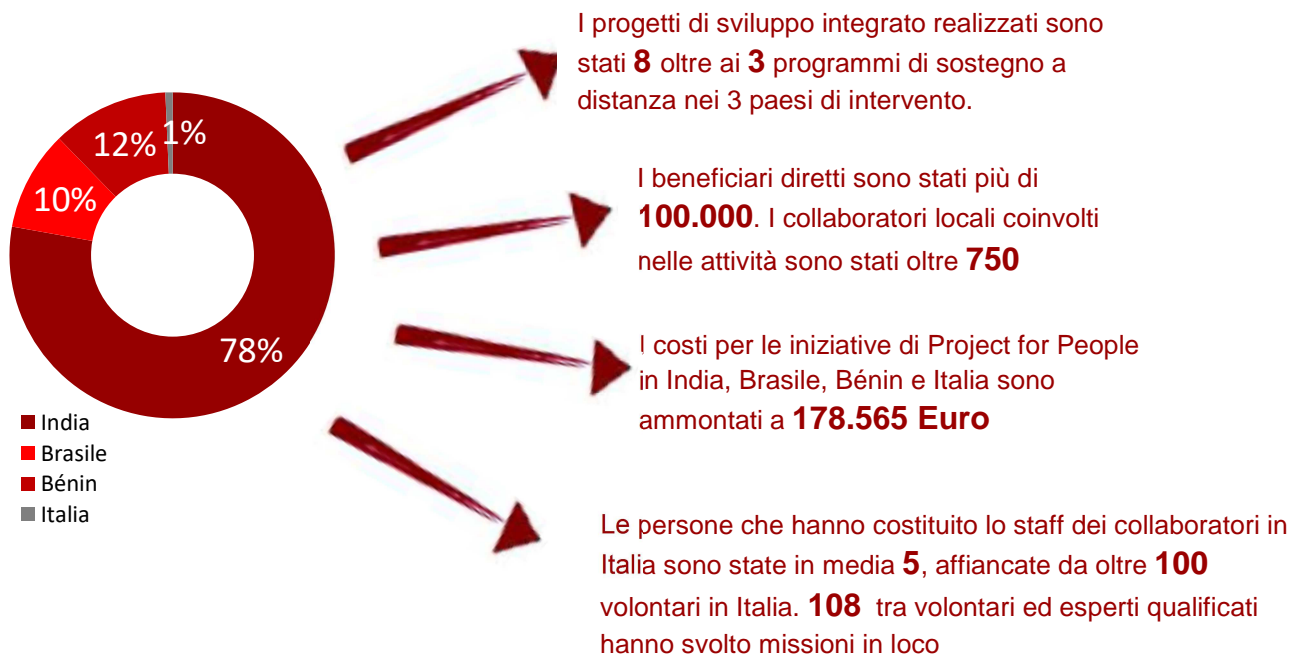 I progetti di sviluppo integrato realizzati sono
stati 8 oltre ai 3 programmi di sostegno a
distanza nei 3 paesi di intervento.
12%
1%
10%
78%
India
Brasile
Bénin
Italia
I beneficiari diretti sono stati più di
100.000. I collaboratori locali coinvolti
nelle attività sono stati oltre 750
I costi per le iniziative di Project for People
in India, Brasile, Bénin e Italia sono
ammontati a 178.565 Euro
Le persone che hanno costituito lo staff dei collaboratori in
Italia sono state in media 5, affiancate da oltre 100
volontari in Italia. 108 tra volontari ed esperti qualificati
hanno svolto missioni in loco